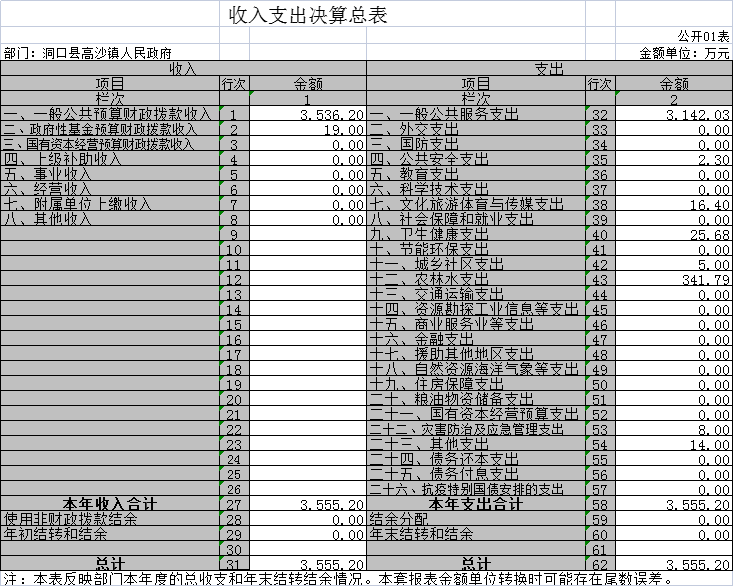 收入支出决算总表
公开01表
部门：洞口县高沙镇人民政府 金额单位：万元
收入 支出
项目 行次 金额 项目 行次 金额
栏次 1 栏次 2
一、一般公共预算财政拨款收入 1 3,536.20 一、一般公共服务支出 32 3,142.03
二、政府性基金预算财政拨款收入 2 19.00 二、外交支出 33 0.00
三、国有资本经营预算财政拨款收入 3 0.00 三、国防支出 34 0.00
四、上级补助收入 4 0.00 四、公共安全支出 35 2.30
五、事业收入 5 0.00 五、教育支出 36 0.00
六、经营收入 6 0.00 六、科学技术支出 37 0.00
七、附属单位上缴收入 7 0.00 七、文化旅游体育与传媒支出 38 16.40
八、其他收入 8 0.00 八、社会保障和就业支出 39 0.00
9 九、卫生健康支出 40 25.68
10 十、节能环保支出 41 0.00
11 十一、城乡社区支出 42 5.00
12 十二、农林水支出 43 341.79
13 十三、交通运输支出 44 0.00
14 十四、资源勘探工业信息等支出 45 0.00
15 十五、商业服务业等支出 46 0.00
16 十六、金融支出 47 0.00
17 十七、援助其他地区支出 48 0.00
18 十八、自然资源海洋气象等支出 49 0.00
19 十九、住房保障支出 50 0.00
20 二十、粮油物资储备支出 51 0.00
21 二十一、国有资本经营预算支出 52 0.00
22 二十二、灾害防治及应急管理支出 53 8.00
23 二十三、其他支出 54 14.00
24 二十四、债务还本支出 55 0.00
25 二十五、债务付息支出 56 0.00
26 二十六、抗疫特别国债安排的支出 57 0.00
本年收入合计 27 3,555.20 本年支出合计 58 3,555.20
使用非财政拨款结余 28 0.00 结余分配 59 0.00
年初结转和结余 29 0.00 年末结转和结余 60 0.00
30 61
总计 31 3,555.20 总计 62 3,555.20
注：本表反映部门本年度的总收支和年末结转结余情况。本套报表金额单位转换时可能存在尾数误差。